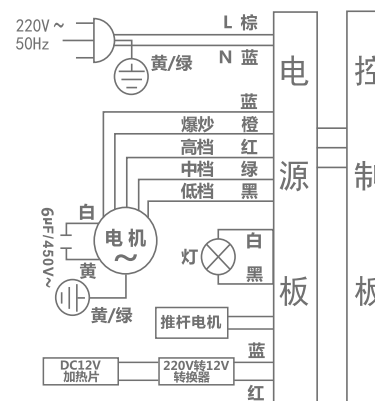 220V～
50Hz
L 棕
N 蓝
黄/绿
蓝
爆炒 橙
高档 红
中档 绿
低档 黑
白
电机
～
6uF/450V~
黄
黄/绿
灯
白
黑
推杆电机
蓝
DC12V
加热片
220V转12V
转换器
红
电源板
控制板